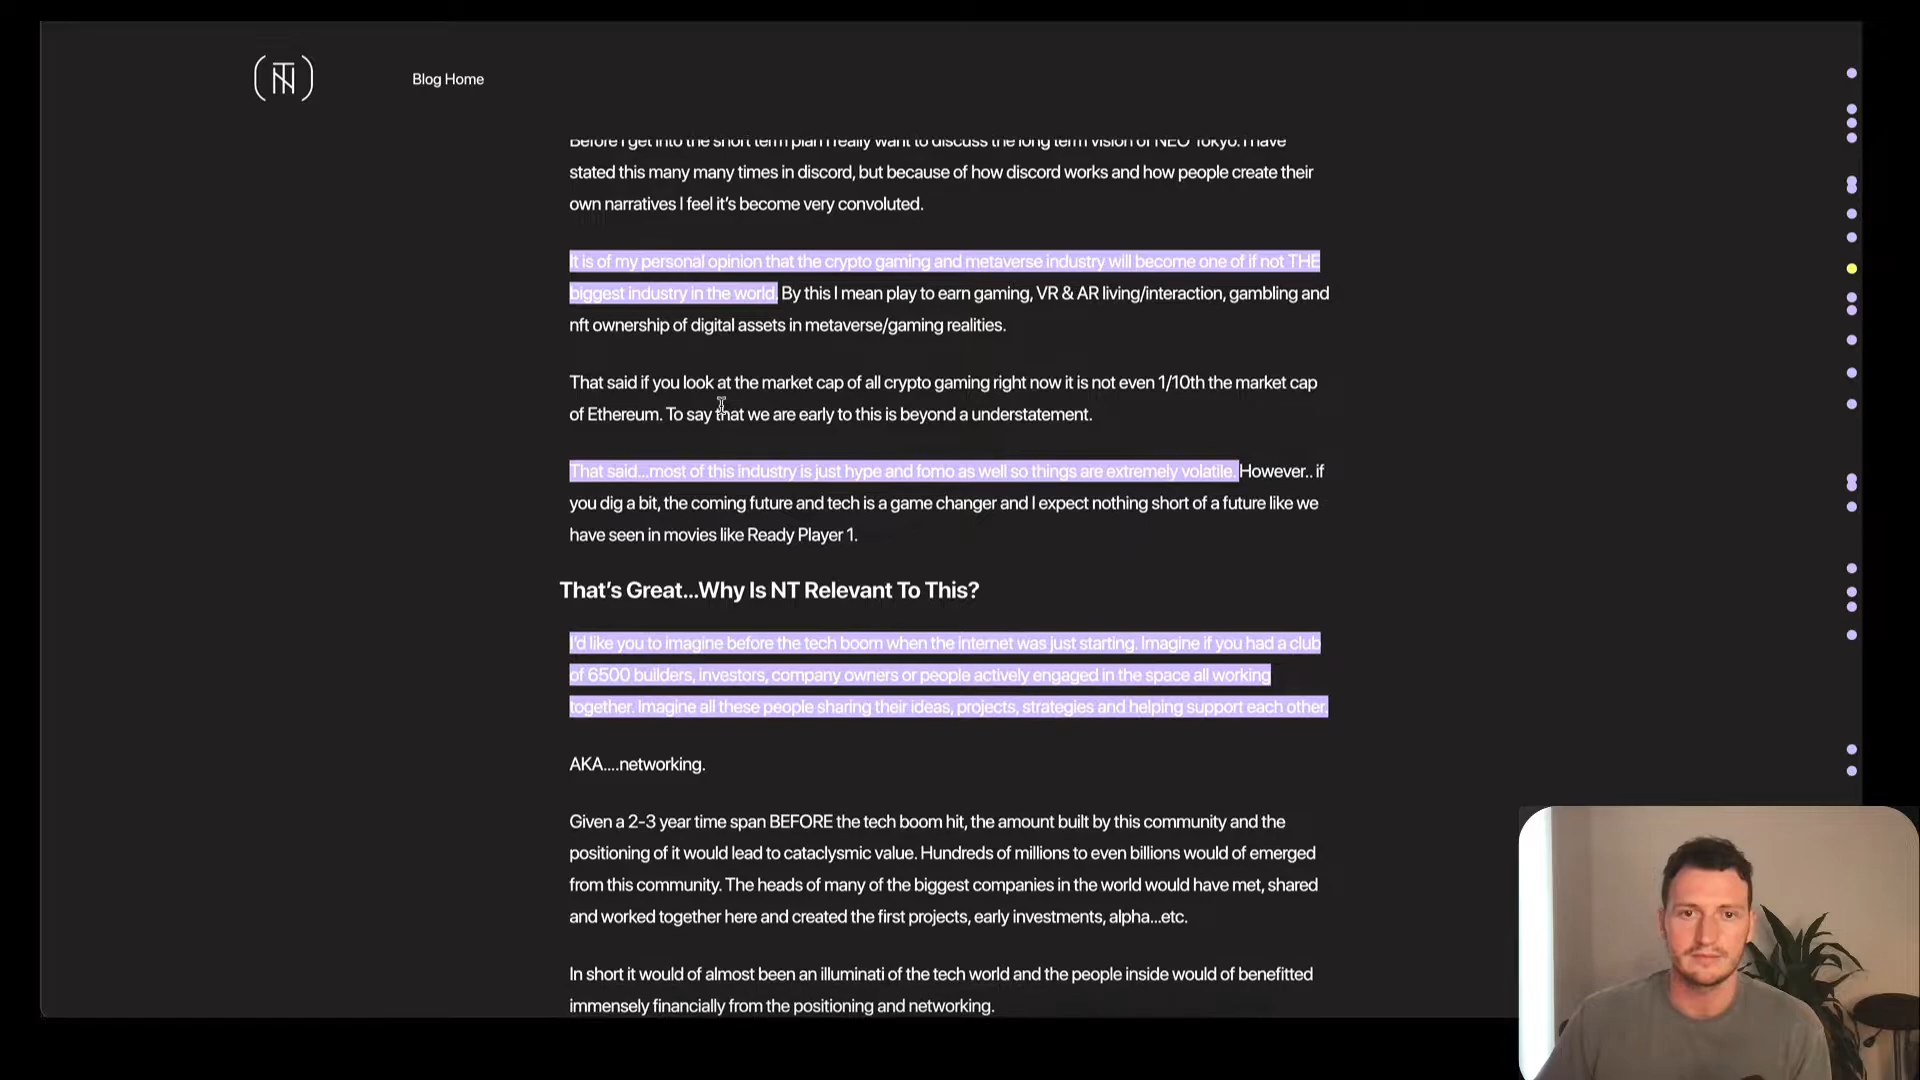 Blog Home
Before I get into the short term plan I really want to discuss the long term vision of NEO Tokyo. I have
stated this many many times in discord, but because of how discord works and how people create their
own narratives I feel it’s become very convoluted.
It is of my personal opinion that the crypto gaming and metaverse industry will become one of if not THE
biggest industry in the world. By this I mean play to earn gaming, VR & AR living/interaction, gambling and
nft ownership of digital assets in metaverse/gaming realities.
That said if you look at the market cap of all crypto gaming right now it is not even 1/10th the market cap
of Ethereum. To say that we are early to this is beyond a understatement.
That said...most of this industry is just hype and fomo as well so things are extremely volatile. However.. if
you dig a bit, the coming future and tech is a game changer and I expect nothing short of a future like we
have seen in movies like Ready Player 1.
That’s Great...Why Is NT Relevant To This?
I’d like you to imagine before the tech boom when the internet was just starting. Imagine if you had a club
of 6500 builders, investors, company owners or people actively engaged in the space all working
together. Imagine all these people sharing their ideas, projects, strategies and helping support each other.
AKA....networking.
Given a 2-3 year time span BEFORE the tech boom hit, the amount built by this community and the
positioning of it would lead to cataclysmic value. Hundreds of millions to even billions would of emerged
from this community. The heads of many of the biggest companies in the world would have met, shared
and worked together here and created the first projects, early investments, alpha...etc.
In short it would of almost been an illuminati of the tech world and the people inside would of benefitted
immensely financially from the positioning and networking.